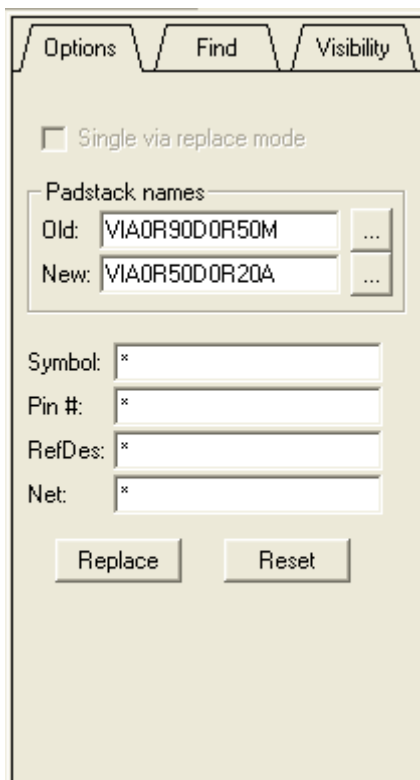 Options Find Visibility
Single via replace mode
Padstack names
Old: VIA0R90D0R50M ...
New: VIA0R50D0R20A ...
Symbol: *
Pin #: *
RefDes: *
Net: *
Replace Reset